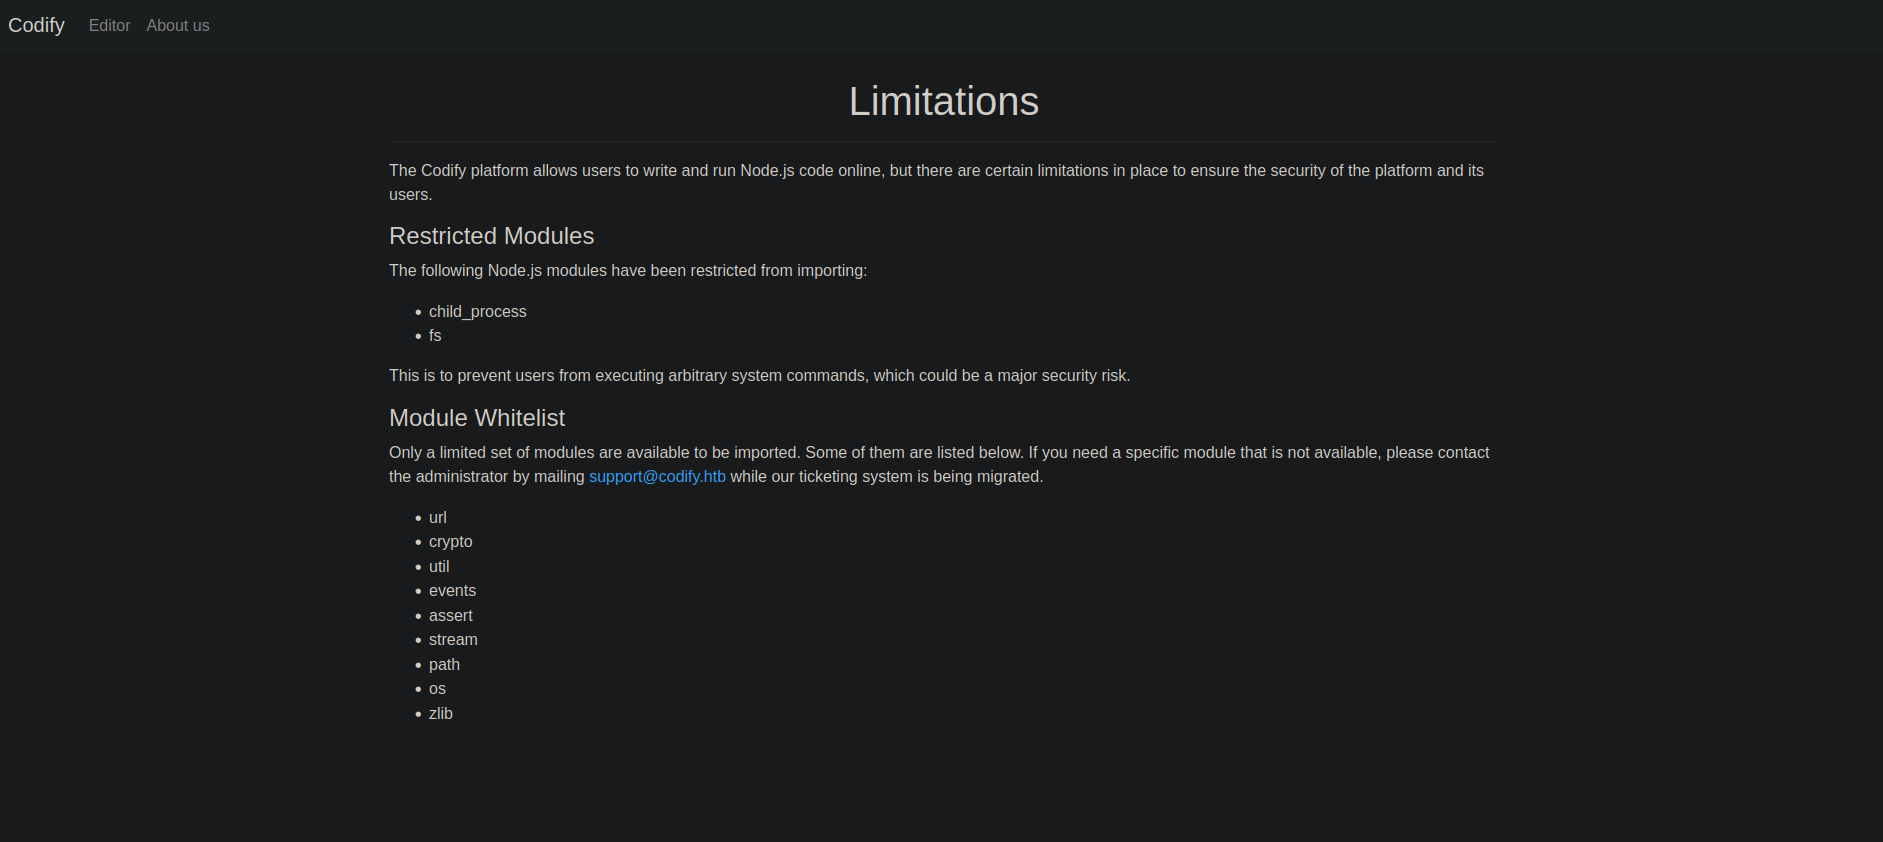 Codify Editor About us
Limitations
The Codify platform allows users to write and run Node.js code online, but there are certain limitations in place to ensure the security of the platform and its
users.
Restricted Modules
The following Node.js modules have been restricted from importing:
• child_process
• fs
This is to prevent users from executing arbitrary system commands, which could be a major security risk.
Module Whitelist
Only a limited set of modules are available to be imported. Some of them are listed below. If you need a specific module that is not available, please contact
the administrator by mailing support@codify.htb while our ticketing system is being migrated.
• url
• crypto
• util
• events
• assert
• stream
• path
• os
• zlib